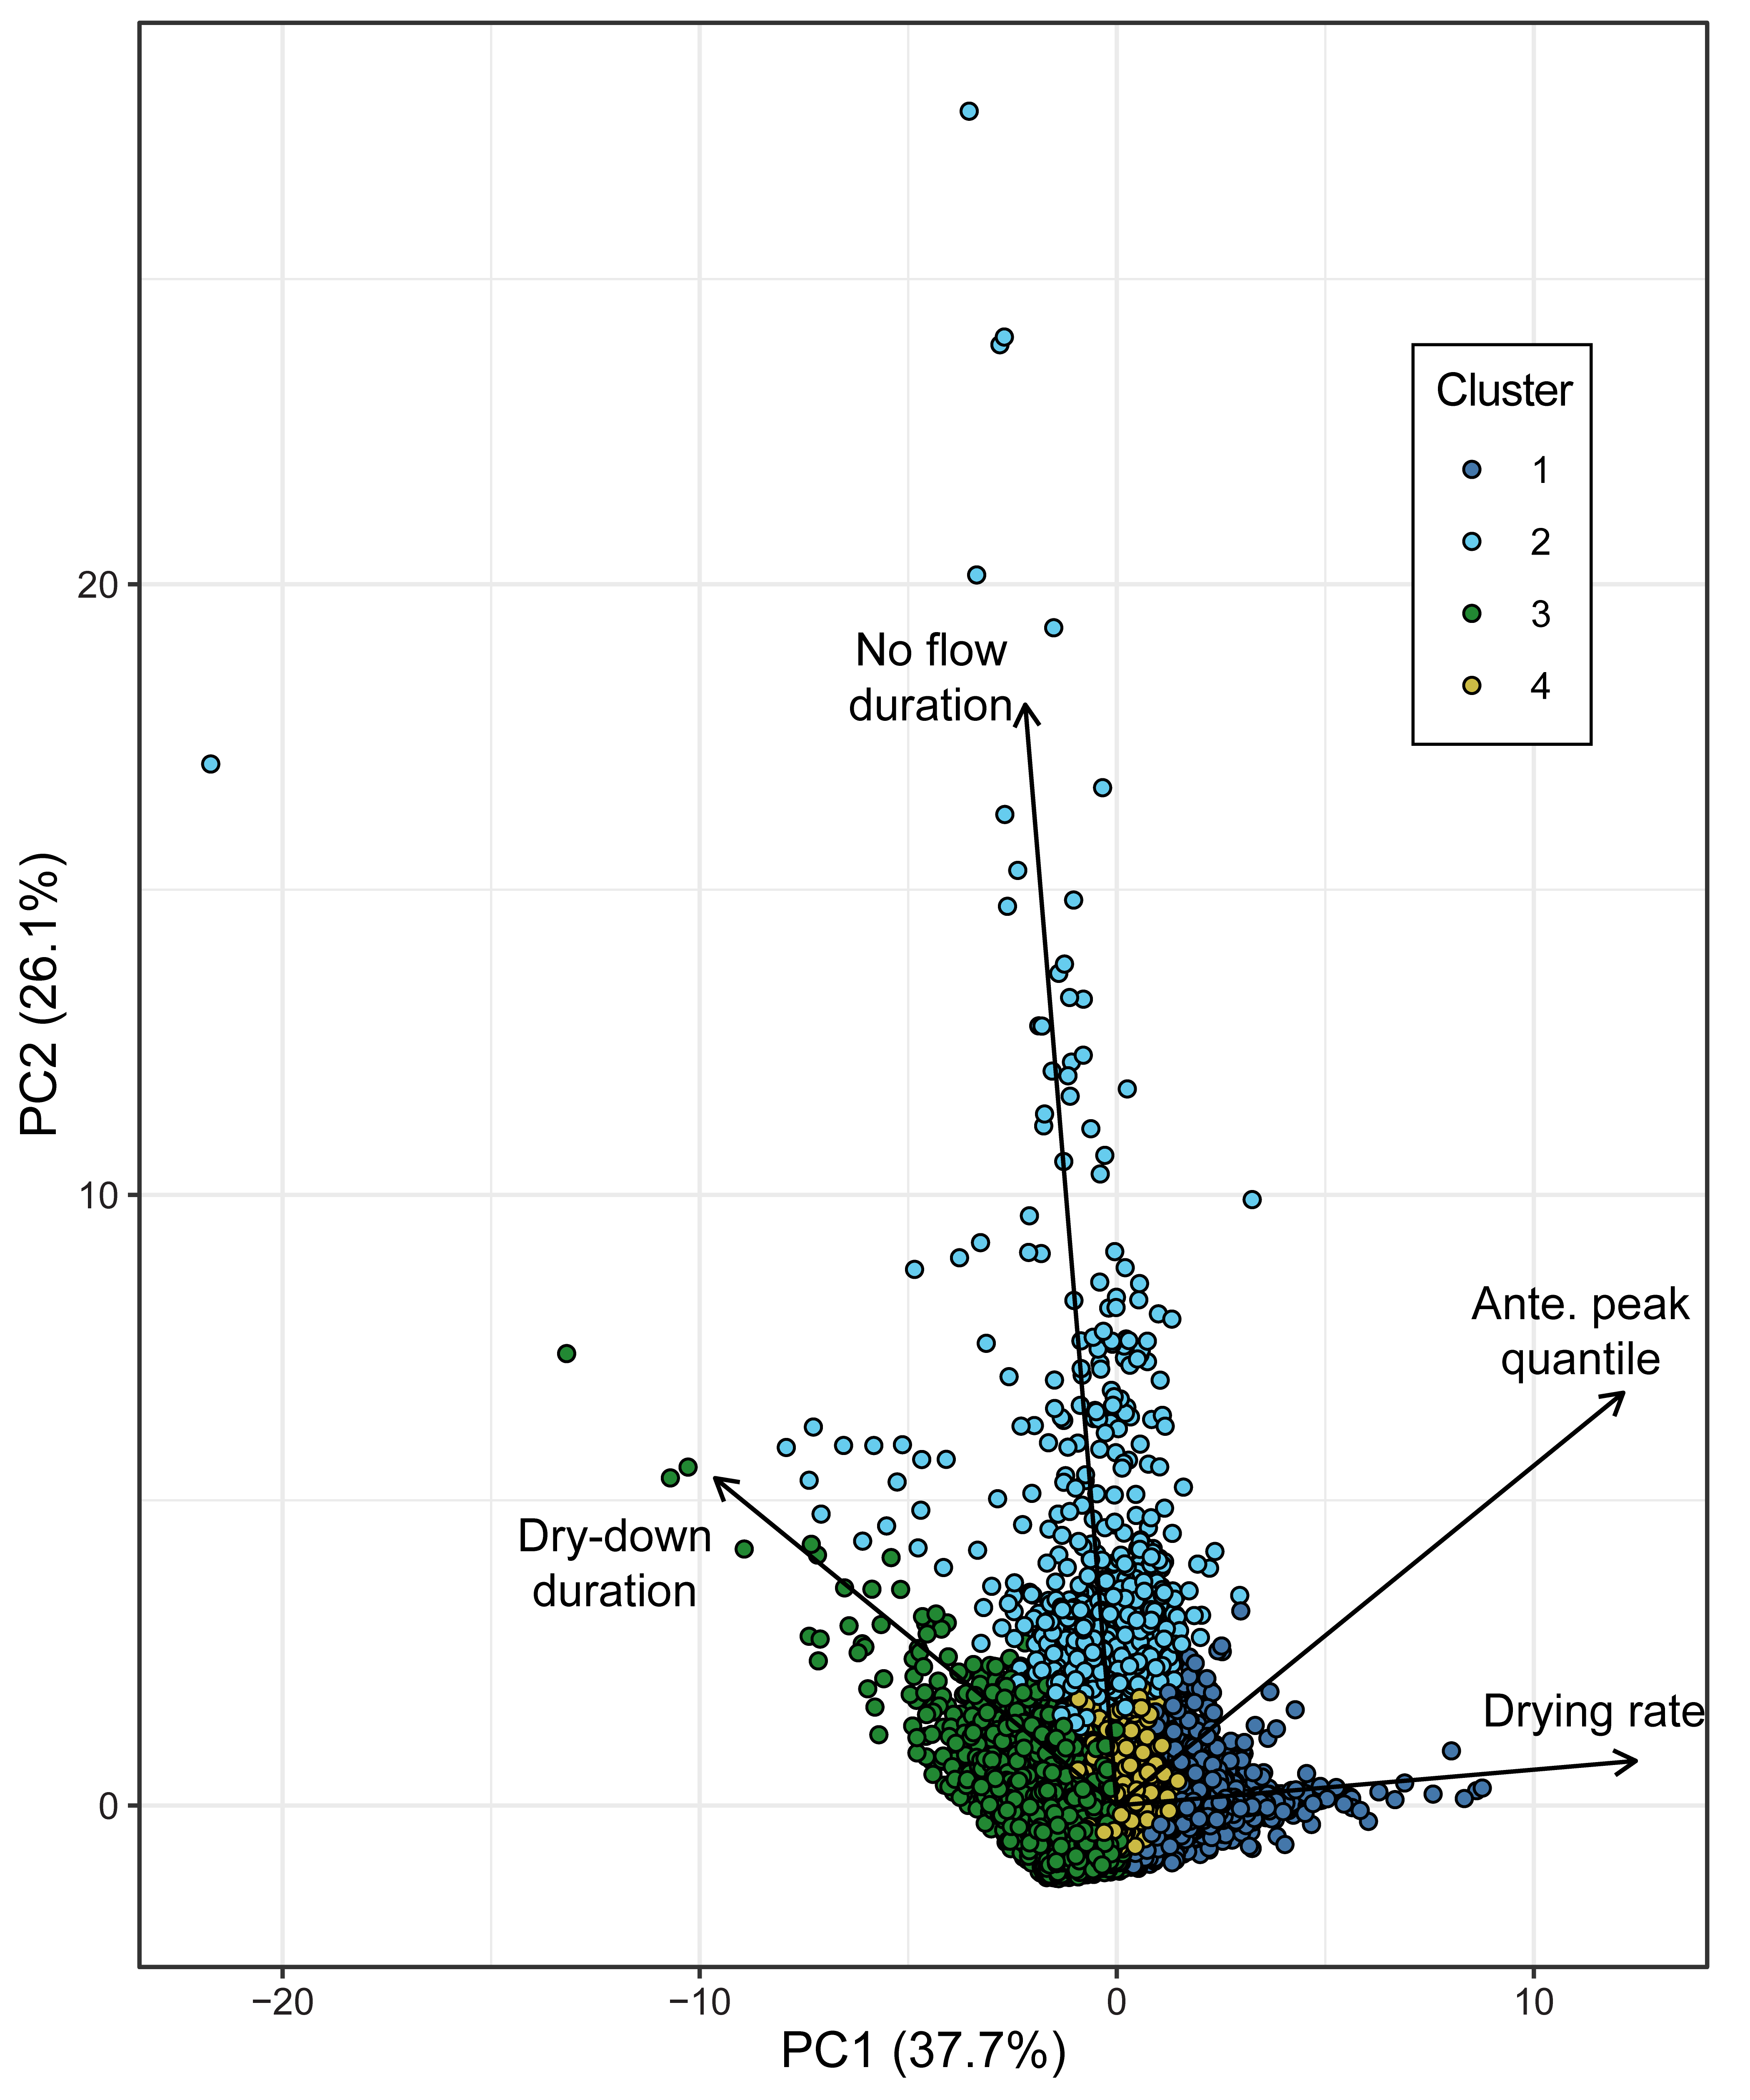 Cluster
1
2
3
4
No flow
duration
Ante. peak
quantile
Dry-down
duration
Drying rate
20
10
0
PC2 (26.1%)
−20
−10
0
10
PC1 (37.7%)